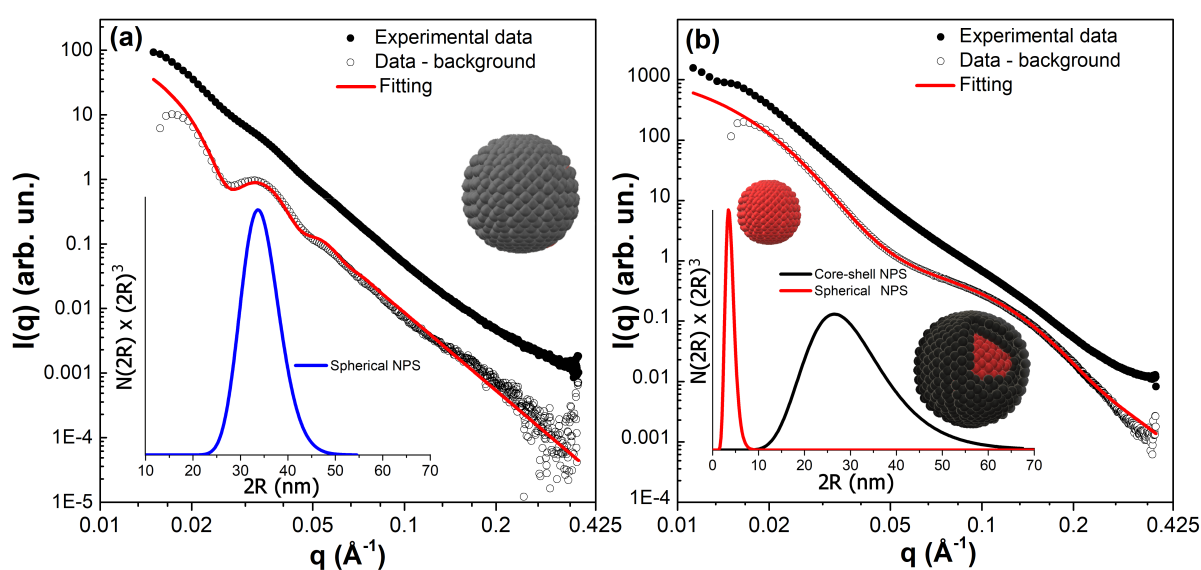 (a)
Experimental data
Data - background
Fitting
I(q) (arb. un.)
100
10
1
0.1
0.01
0.001
1E-4
1E-5
N(2R) x (2R)³
Spherical NPS
10 20 30 40 50 60 70
2R (nm)
0.01 0.02 0.05 0.1 0.2 0.425
q (Å⁻¹)
(b)
Experimental data
Data - background
Fitting
I(q) (arb. un.)
1000
100
10
1
0.1
0.01
0.001
1E-4
N(2R) x (2R)³
Core-shell NPS
Spherical NPS
0 10 20 30 40 50 60 70
2R (nm)
0.01 0.02 0.05 0.1 0.2 0.425
q (Å⁻¹)